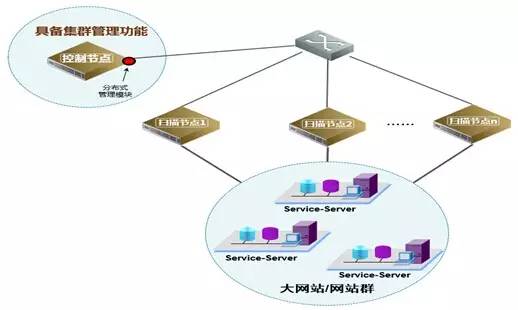 具备集群管理功能
控制节点
分布式
管理模块
扫描节点1
扫描节点2
……
扫描节点n
Service-Server
Service-Server
Service-Server
大网站/网站群